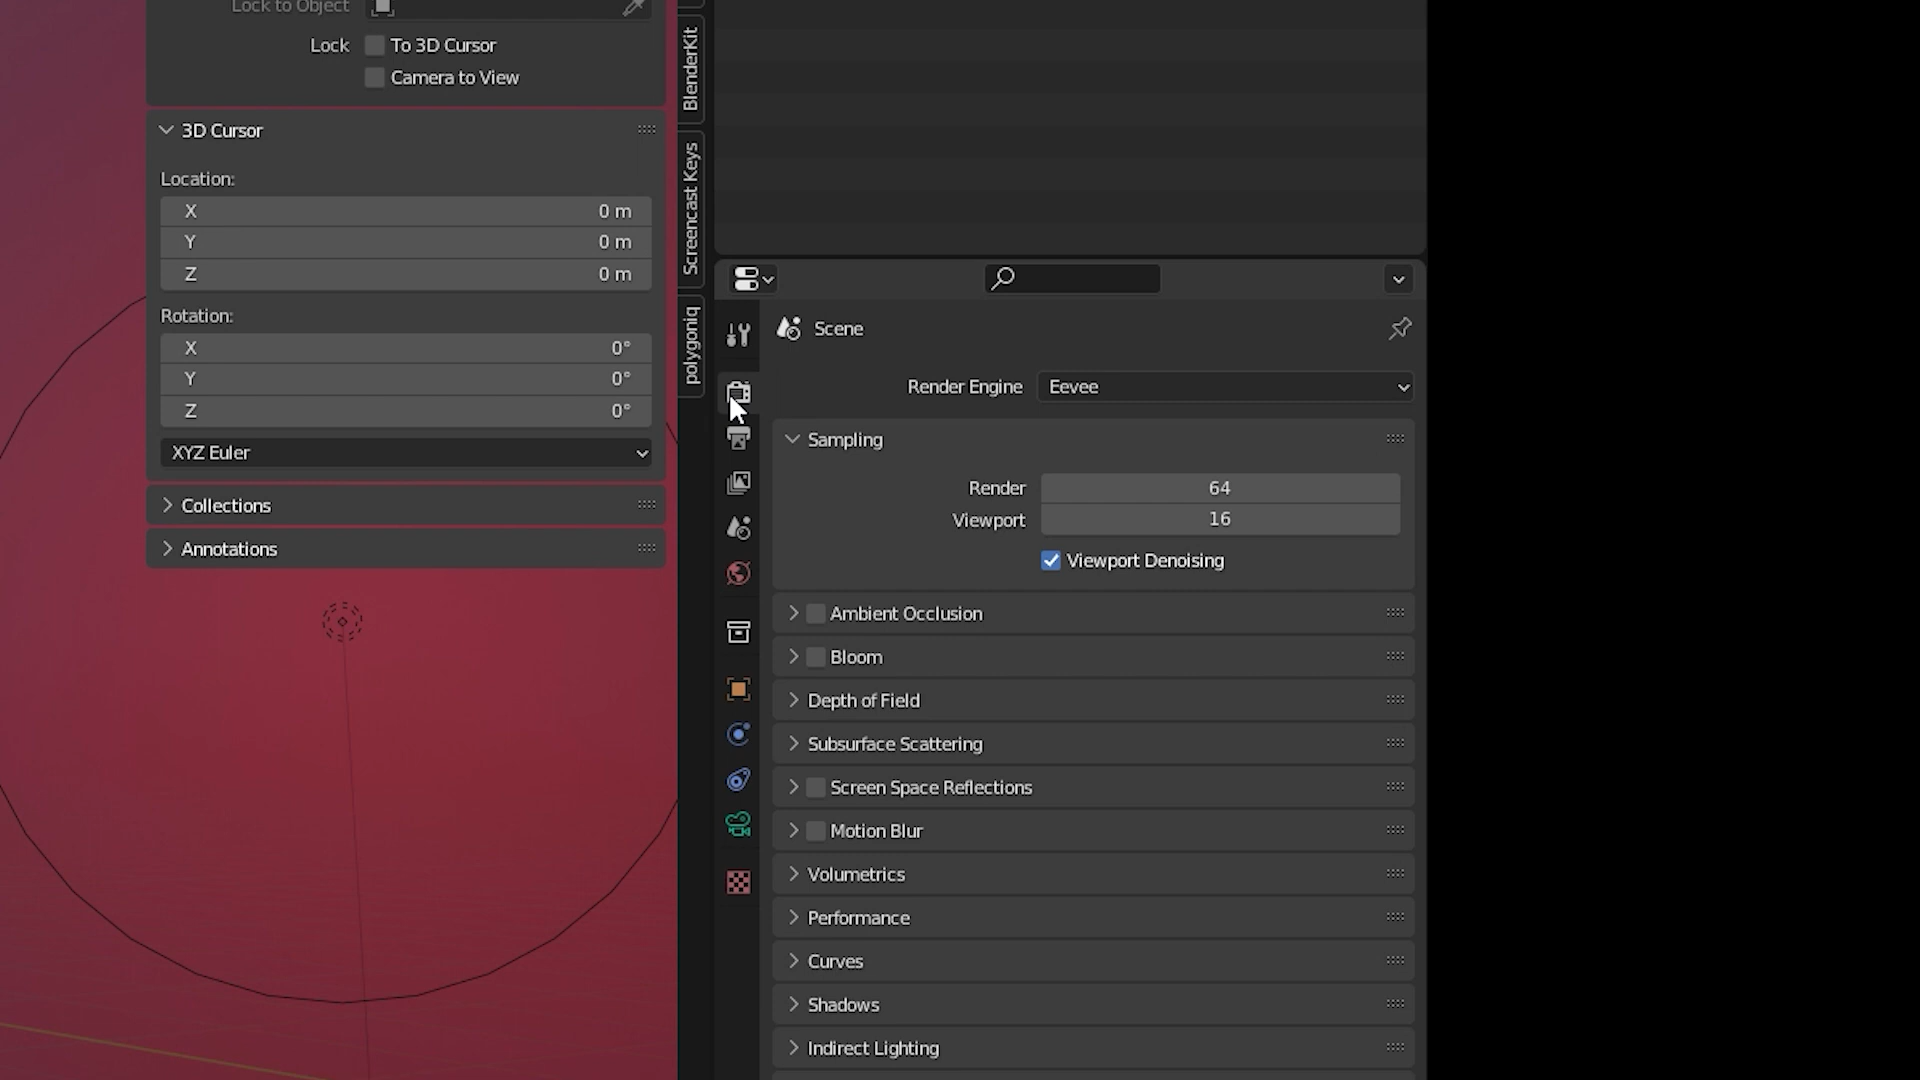 Lock to Object
Lock To 3D Cursor
Camera to View
3D Cursor
Location:
X 0 m
Y 0 m
Z 0 m
Rotation:
X 0°
Y 0°
Z 0°
XYZ Euler
Collections
Annotations
BlenderKit
Screencast Keys
polygoniq
Scene
Render Engine Eevee
Sampling
Render 64
Viewport 16
Viewport Denoising
Ambient Occlusion
Bloom
Depth of Field
Subsurface Scattering
Screen Space Reflections
Motion Blur
Volumetrics
Performance
Curves
Shadows
Indirect Lighting